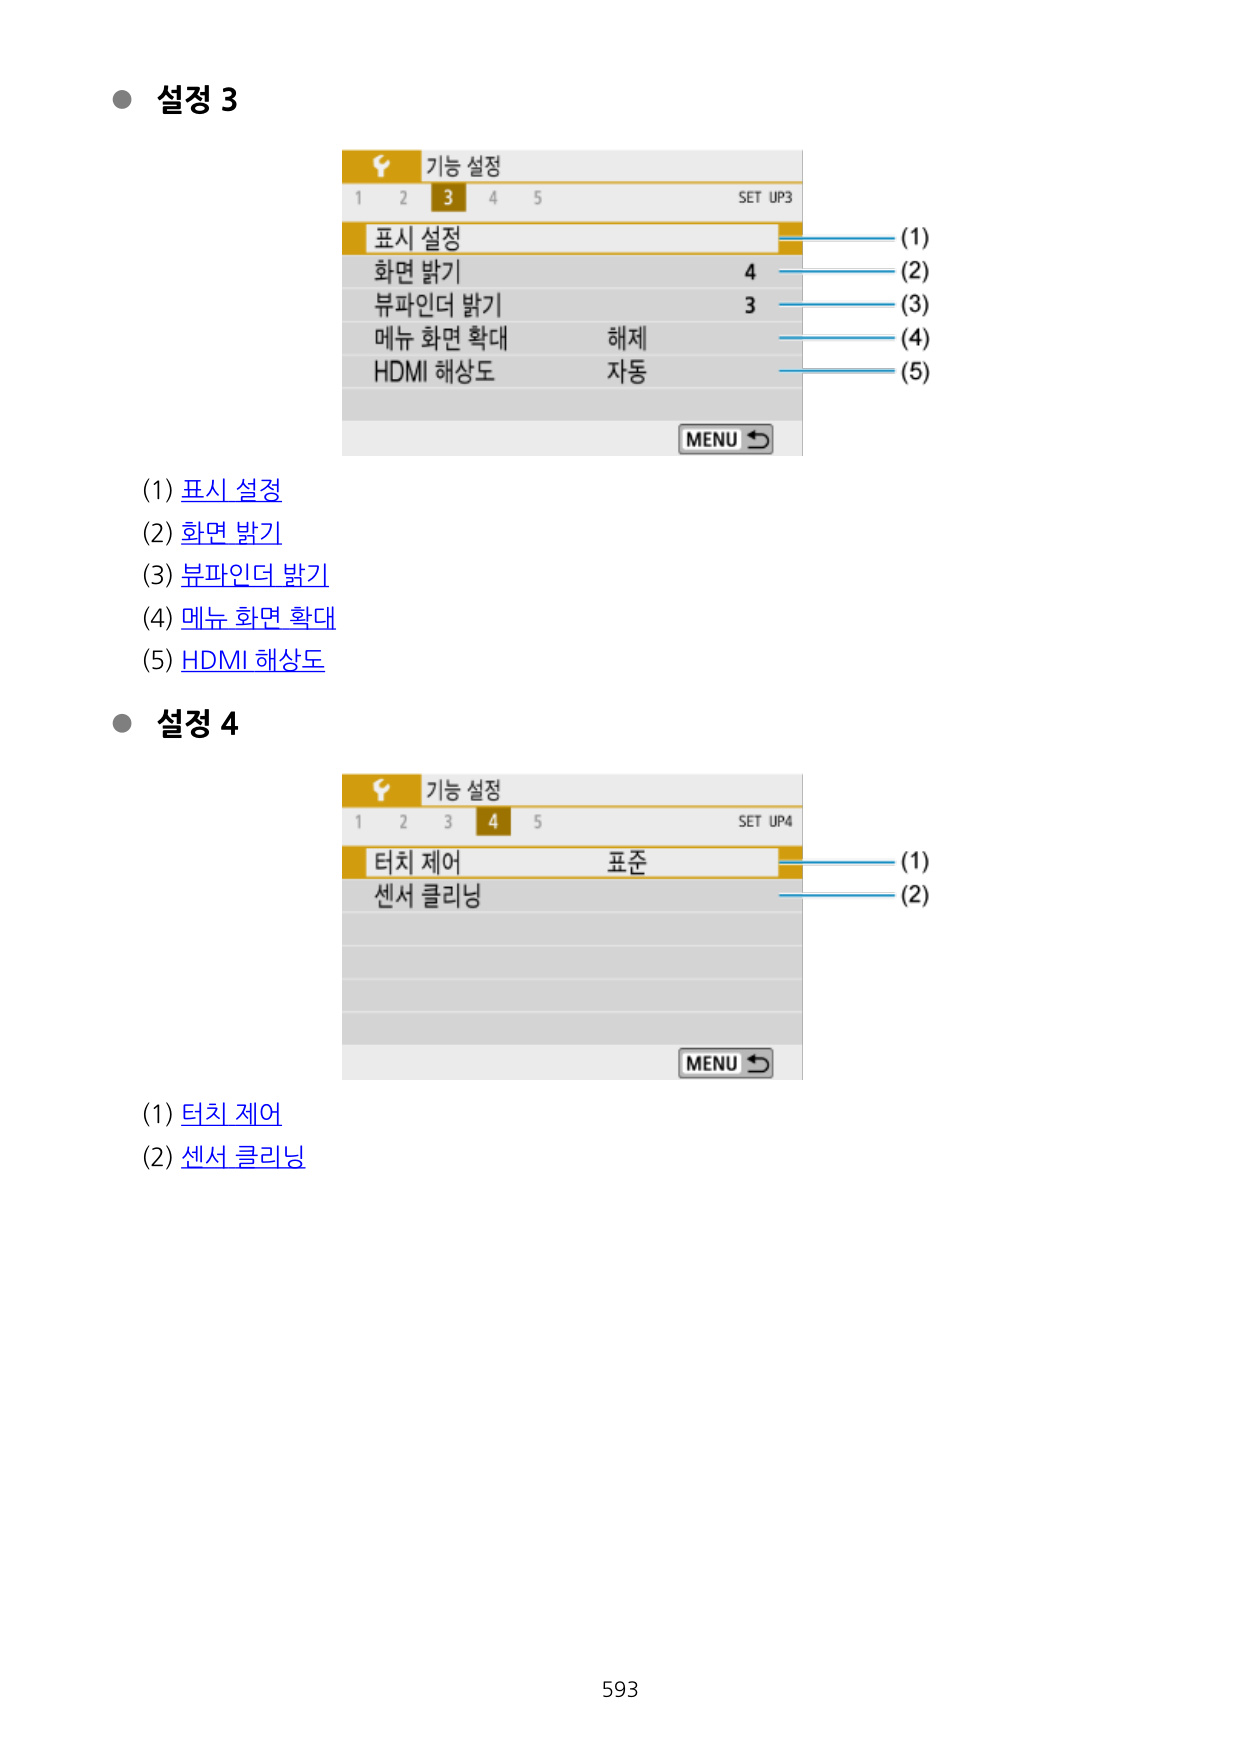 ● 설정 3
기능 설정
1 2 3 4 5 SET UP3
표시 설정 (1)
화면 밝기 4 (2)
뷰파인더 밝기 3 (3)
메뉴 화면 확대 해제 (4)
HDMI 해상도 자동 (5)
MENU
(1) 표시 설정
(2) 화면 밝기
(3) 뷰파인더 밝기
(4) 메뉴 화면 확대
(5) HDMI 해상도
● 설정 4
기능 설정
1 2 3 4 5 SET UP4
터치 제어 표준 (1)
센서 클리닝 (2)
MENU
(1) 터치 제어
(2) 센서 클리닝
593